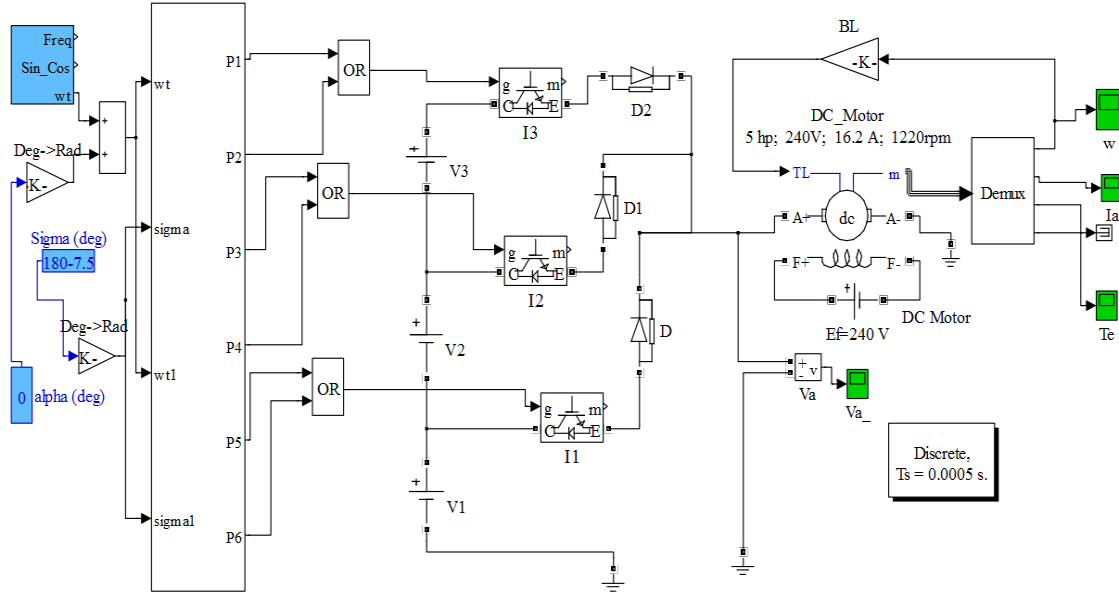 Freq
Sin_Cos
wt
Deg->Rad
K-
Sigma (deg)
180-7.5
Deg->Rad
K-
0
alpha (deg)
+
+
wt
sigma
wt1
sigma1
P1
P2
P3
P4
P5
P6
OR
OR
OR
g
m
C
E
I3
g
m
C
E
I2
g
m
C
E
I1
+
V3
+
V2
+
V1
D2
D1
D
BL
-K-
DC_Motor
5 hp; 240V; 16.2 A; 1220rpm
TL
m
A+
dc
A-
F+
F-
+
DC Motor
Ef=240 V
Demux
w
Ia
Te
+
-
v
Va
Va_
Discrete,
Ts = 0.0005 s.